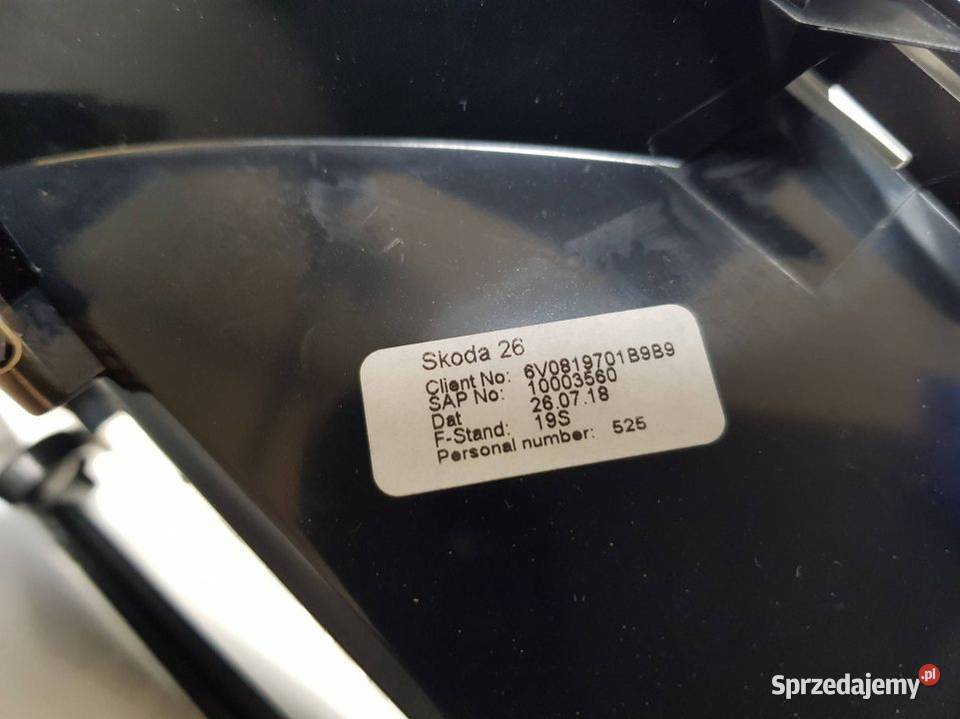 Skoda 26
Client No: 6V0819701B9B9
SAP No: 10003560
Dat 26.07.18
F-Stand: 19S
Personal number: 525
Sprzedajemy.pl